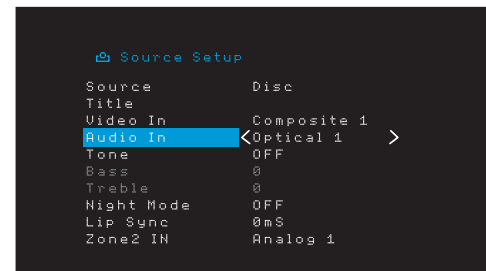 Source Setup
Source Disc
Title
Video In Composite 1
Audio In <Optical 1 >
Tone OFF
Bass 0
Treble 0
Night Mode OFF
Lip Sync 0mS
Zone2 IN Analog 1